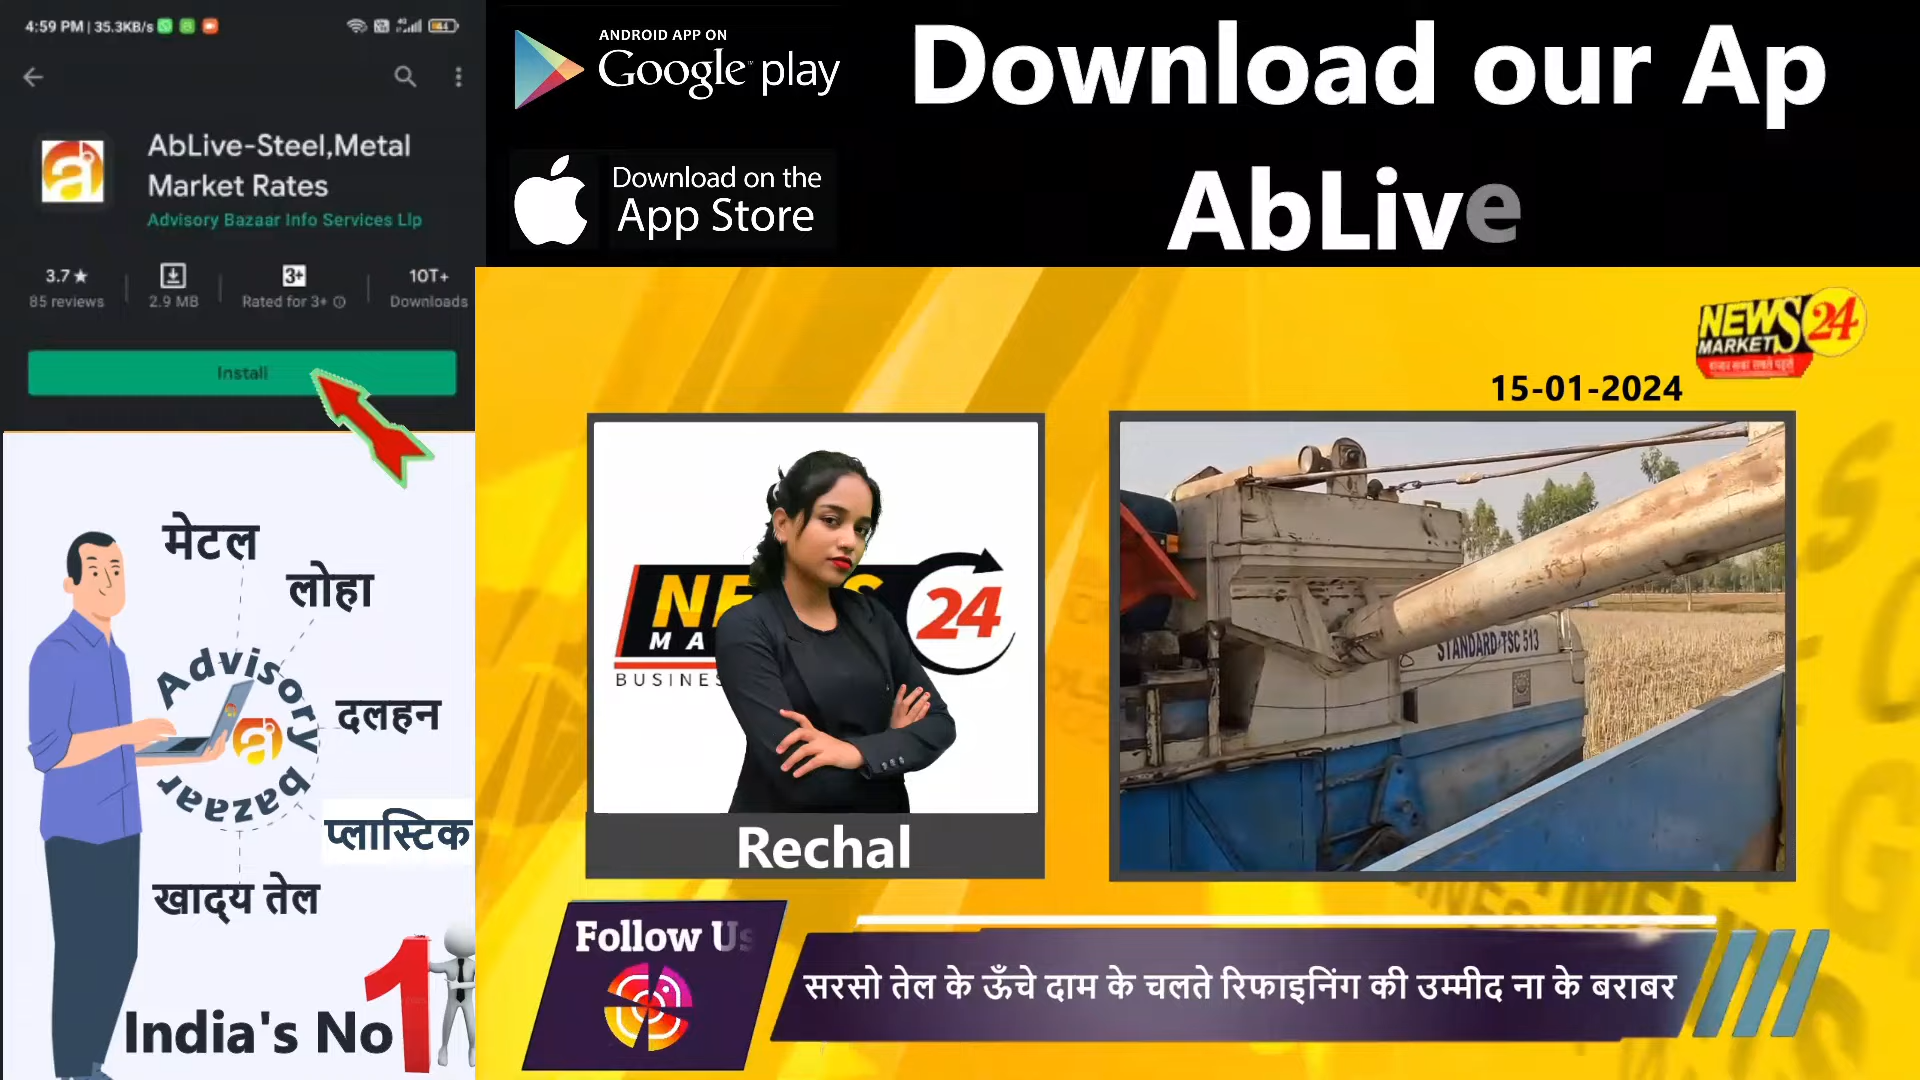 4:59 PM | 35.3KB/s
AbLive-Steel,Metal
Market Rates
Advisory Bazaar Info Services Llp
3.7★
85 reviews
2.9 MB
3+
Rated for 3+
10T+
Downloads
Install
ANDROID APP ON
Google play
Download on the
App Store
Download our Ap
AbLive
मेटल
लोहा
दलहन
प्लास्टिक
खाद्य तेल
Advisory
bazaar
India's No 1
NEWS 24
MARKET
15-01-2024
24
MA
BUSINES
Rechal
STANDARD TSC 513
Follow Us
सरसो तेल के ऊँचे दाम के चलते रिफाइनिंग की उम्मीद ना के बराबर